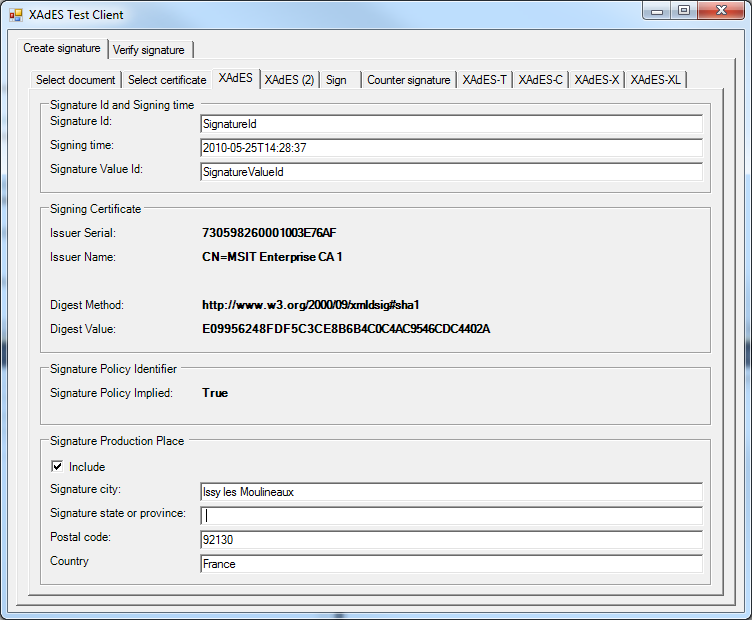 XAdES Test Client
Create signature Verify signature
Select document Select certificate XAdES XAdES (2) Sign Counter signature XAdES-T XAdES-C XAdES-X XAdES-XL
Signature Id and Signing time
Signature Id: SignatureId
Signing time: 2010-05-25T14:28:37
Signature Value Id: SignatureValueId
Signing Certificate
Issuer Serial: 730598260001003E76AF
Issuer Name: CN=MSIT Enterprise CA 1
Digest Method: http://www.w3.org/2000/09/xmldsig#sha1
Digest Value: E09956248FDF5C3CE8B6B4C0C4AC9546CDC4402A
Signature Policy Identifier
Signature Policy Implied: True
Signature Production Place
Include
Signature city: Issy les Moulineaux
Signature state or province:
Postal code: 92130
Country France